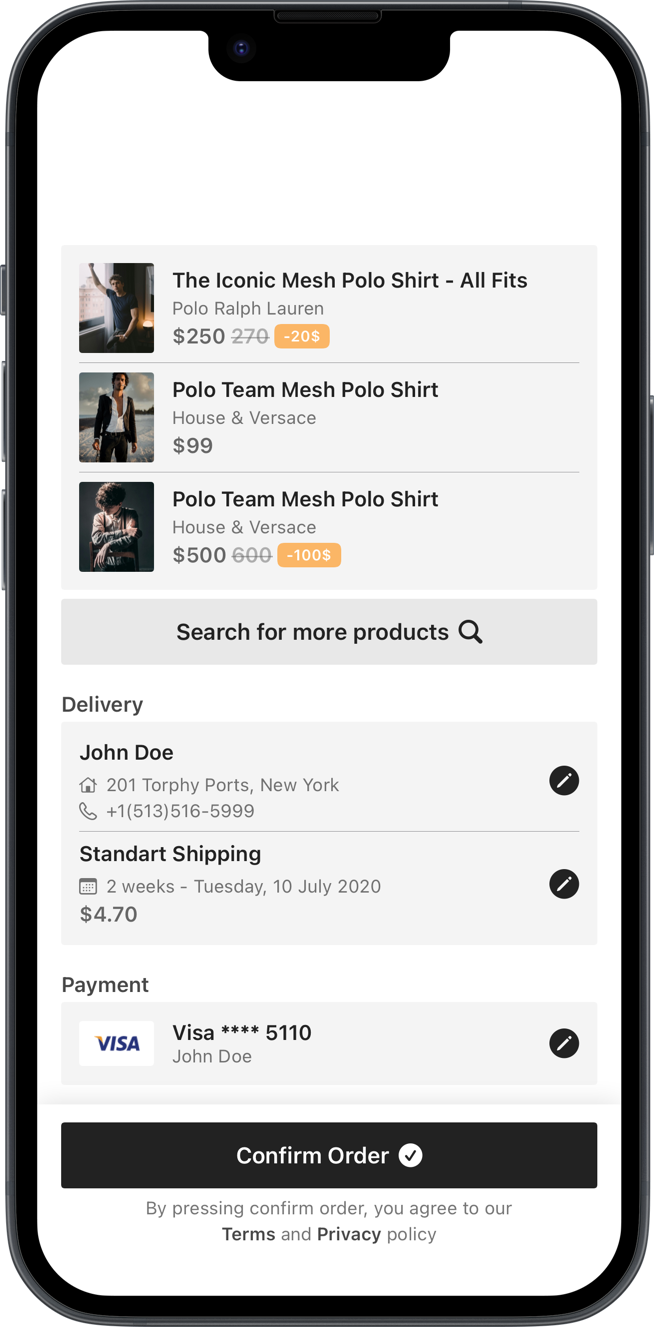 The Iconic Mesh Polo Shirt - All Fits
Polo Ralph Lauren
$250 270 -20$
Polo Team Mesh Polo Shirt
House & Versace
$99
Polo Team Mesh Polo Shirt
House & Versace
$500 600 -100$
Search for more products
Delivery
John Doe
201 Torphy Ports, New York
+1(513)516-5999
Standart Shipping
2 weeks - Tuesday, 10 July 2020
$4.70
Payment
VISA
Visa **** 5110
John Doe
Confirm Order
By pressing confirm order, you agree to our
Terms and Privacy policy